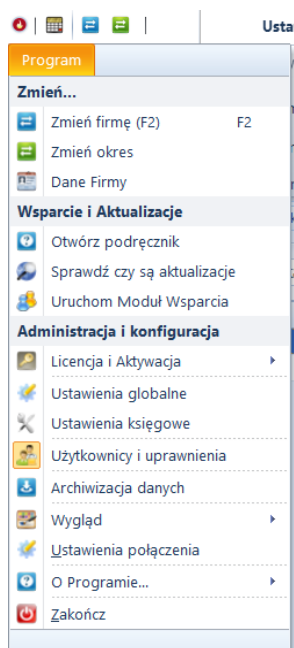 Usta
Program
Zmień...
Zmień firmę (F2) F2
Zmień okres
Dane Firmy
Wsparcie i Aktualizacje
Otwórz podręcznik
Sprawdź czy są aktualizacje
Uruchom Moduł Wsparcia
Administracja i konfiguracja
Licencja i Aktywacja
Ustawienia globalne
Ustawienia księgowe
Użytkownicy i uprawnienia
Archiwizacja danych
Wygląd
Ustawienia połączenia
O Programie...
Zakończ